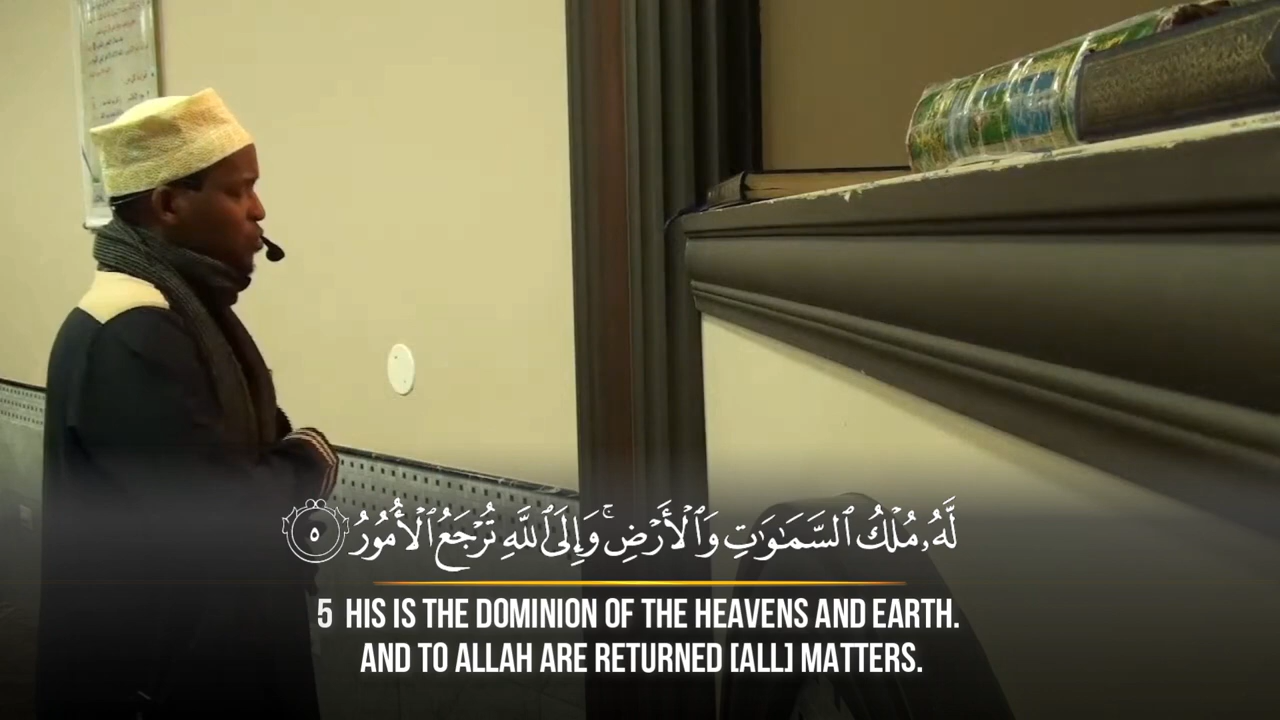 لَّهُۥ مُلْكُ ٱلسَّمَـٰوَٰتِ وَٱلْأَرْضِ ۚ وَإِلَى ٱللَّهِ تُرْجَعُ ٱلْأُمُورُ ٥
5 HIS IS THE DOMINION OF THE HEAVENS AND EARTH.
AND TO ALLAH ARE RETURNED [ALL] MATTERS.